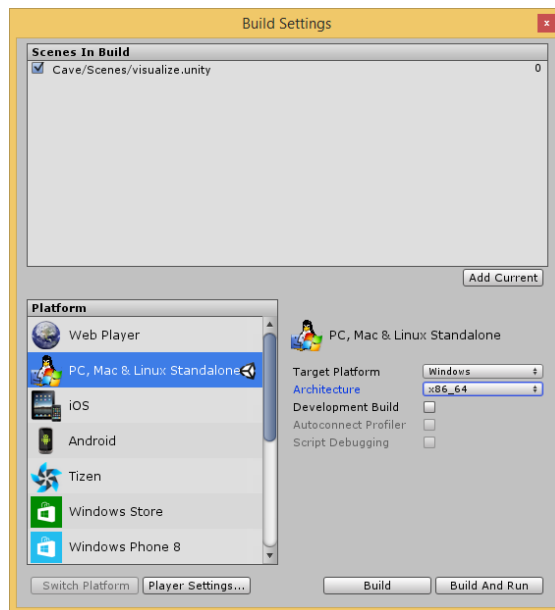 Build Settings
x
Scenes In Build
Cave/Scenes/visualize.unity 0
Add Current
Platform
Web Player
PC, Mac & Linux Standalone
iOS
Android
Tizen
Windows Store
Windows Phone 8
PC, Mac & Linux Standalone
Target Platform Windows
Architecture x86_64
Development Build
Autoconnect Profiler
Script Debugging
Switch Platform Player Settings... Build Build And Run